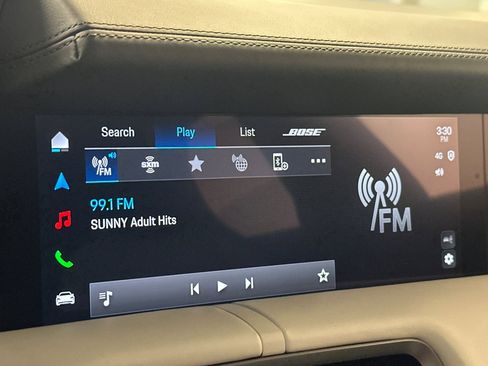 Search Play List BOSE
3:30
PM
FM sxm
4G
99.1 FM
SUNNY Adult Hits
FM